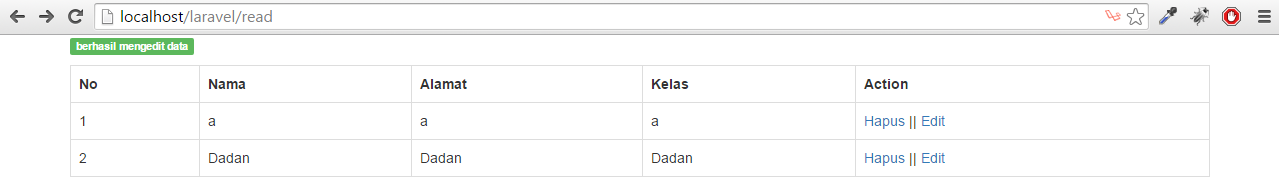 localhost/laravel/read
berhasil mengedit data
No Nama Alamat Kelas Action
1 a a a Hapus || Edit
2 Dadan Dadan Dadan Hapus || Edit